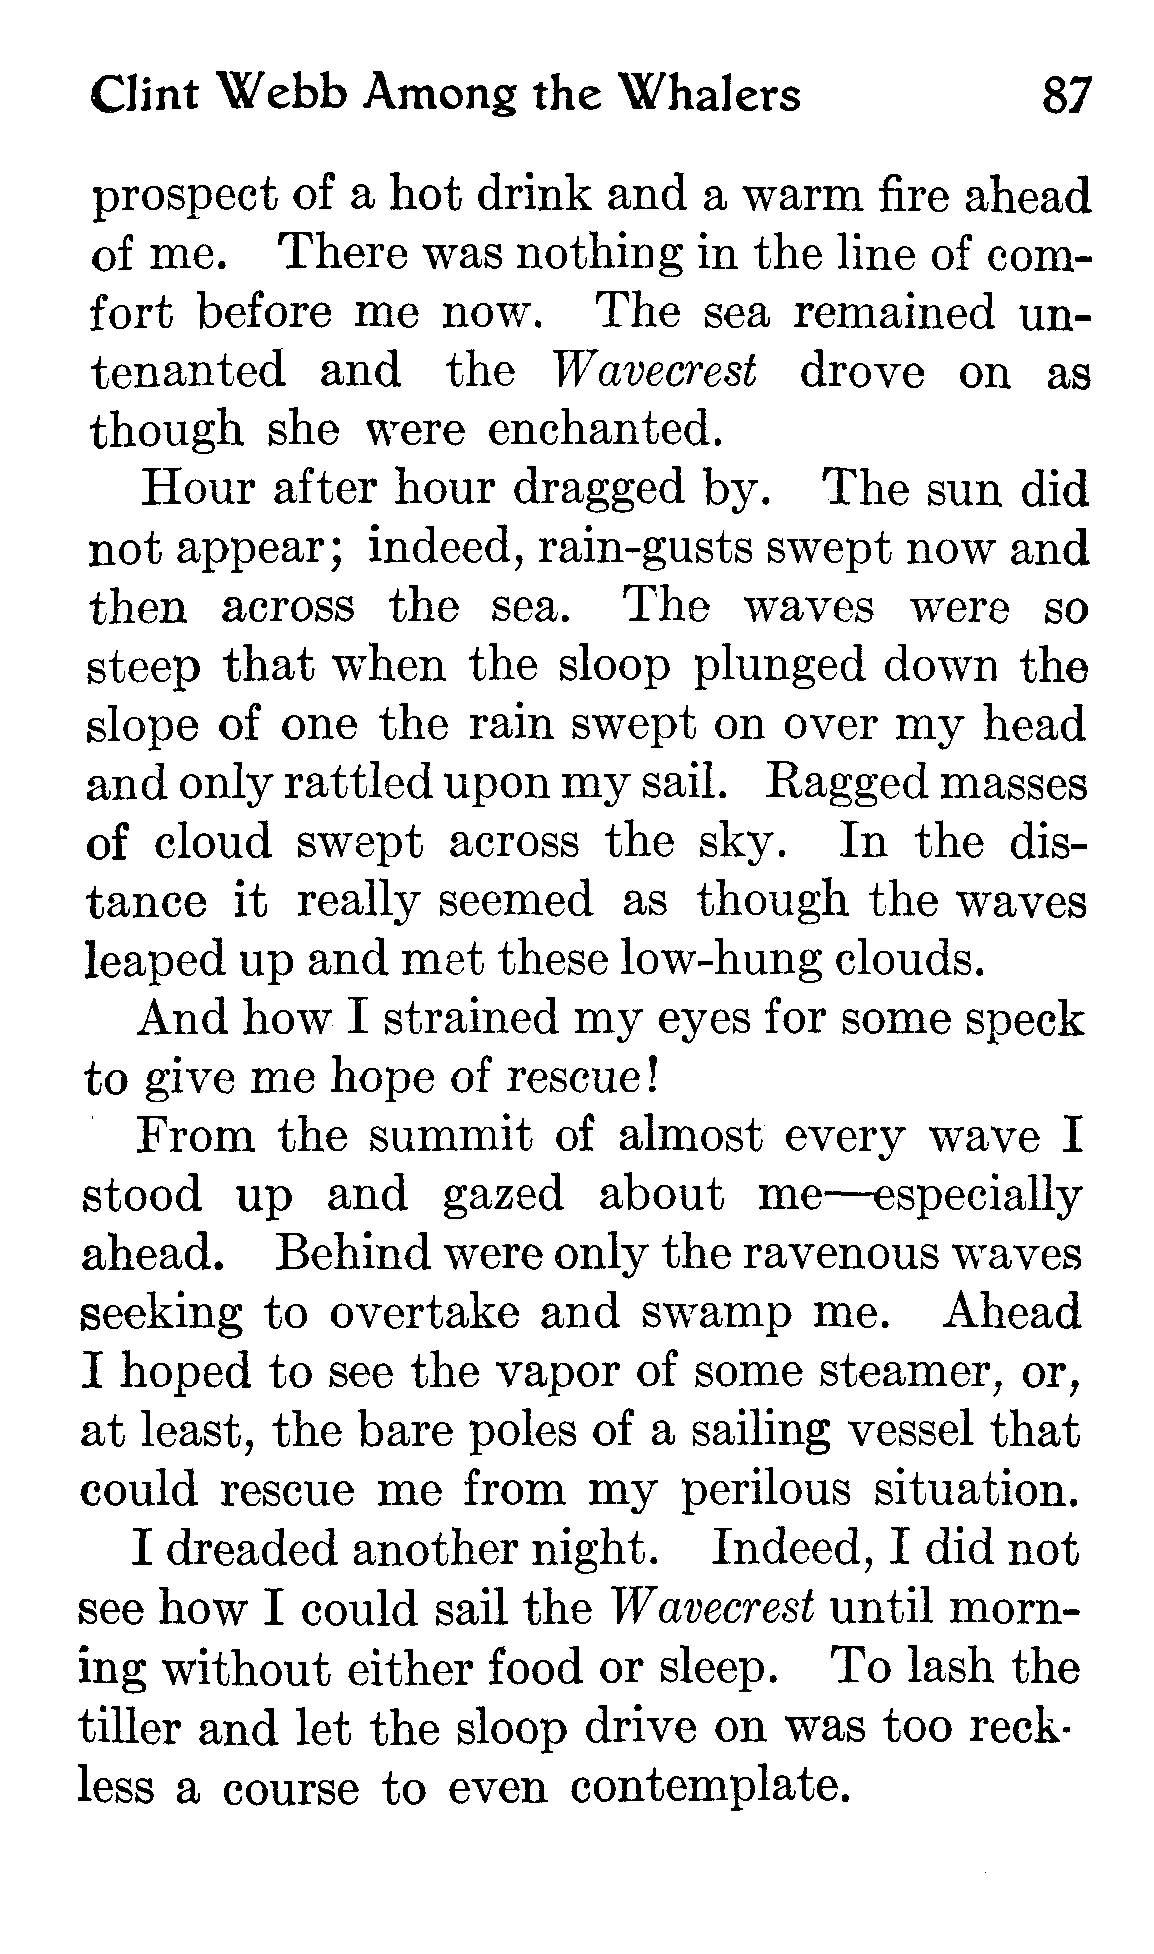 Clint Webb Among the Whalers 87
prospect of a hot drink and a warm fire ahead
of me. There was nothing in the line of com-
fort before me now. The sea remained un-
tenanted and the Wavecrest drove on as
though she were enchanted.
Hour after hour dragged by. The sun did
not appear; indeed, rain-gusts swept now and
then across the sea. The waves were so
steep that when the sloop plunged down the
slope of one the rain swept on over my head
and only rattled upon my sail. Ragged masses
of cloud swept across the sky. In the dis-
tance it really seemed as though the waves
leaped up and met these low-hung clouds.
And how I strained my eyes for some speck
to give me hope of rescue!
From the summit of almost every wave I
stood up and gazed about me—especially
ahead. Behind were only the ravenous waves
seeking to overtake and swamp me. Ahead
I hoped to see the vapor of some steamer, or,
at least, the bare poles of a sailing vessel that
could rescue me from my perilous situation.
I dreaded another night. Indeed, I did not
see how I could sail the Wavecrest until morn-
ing without either food or sleep. To lash the
tiller and let the sloop drive on was too reck-
less a course to even contemplate.